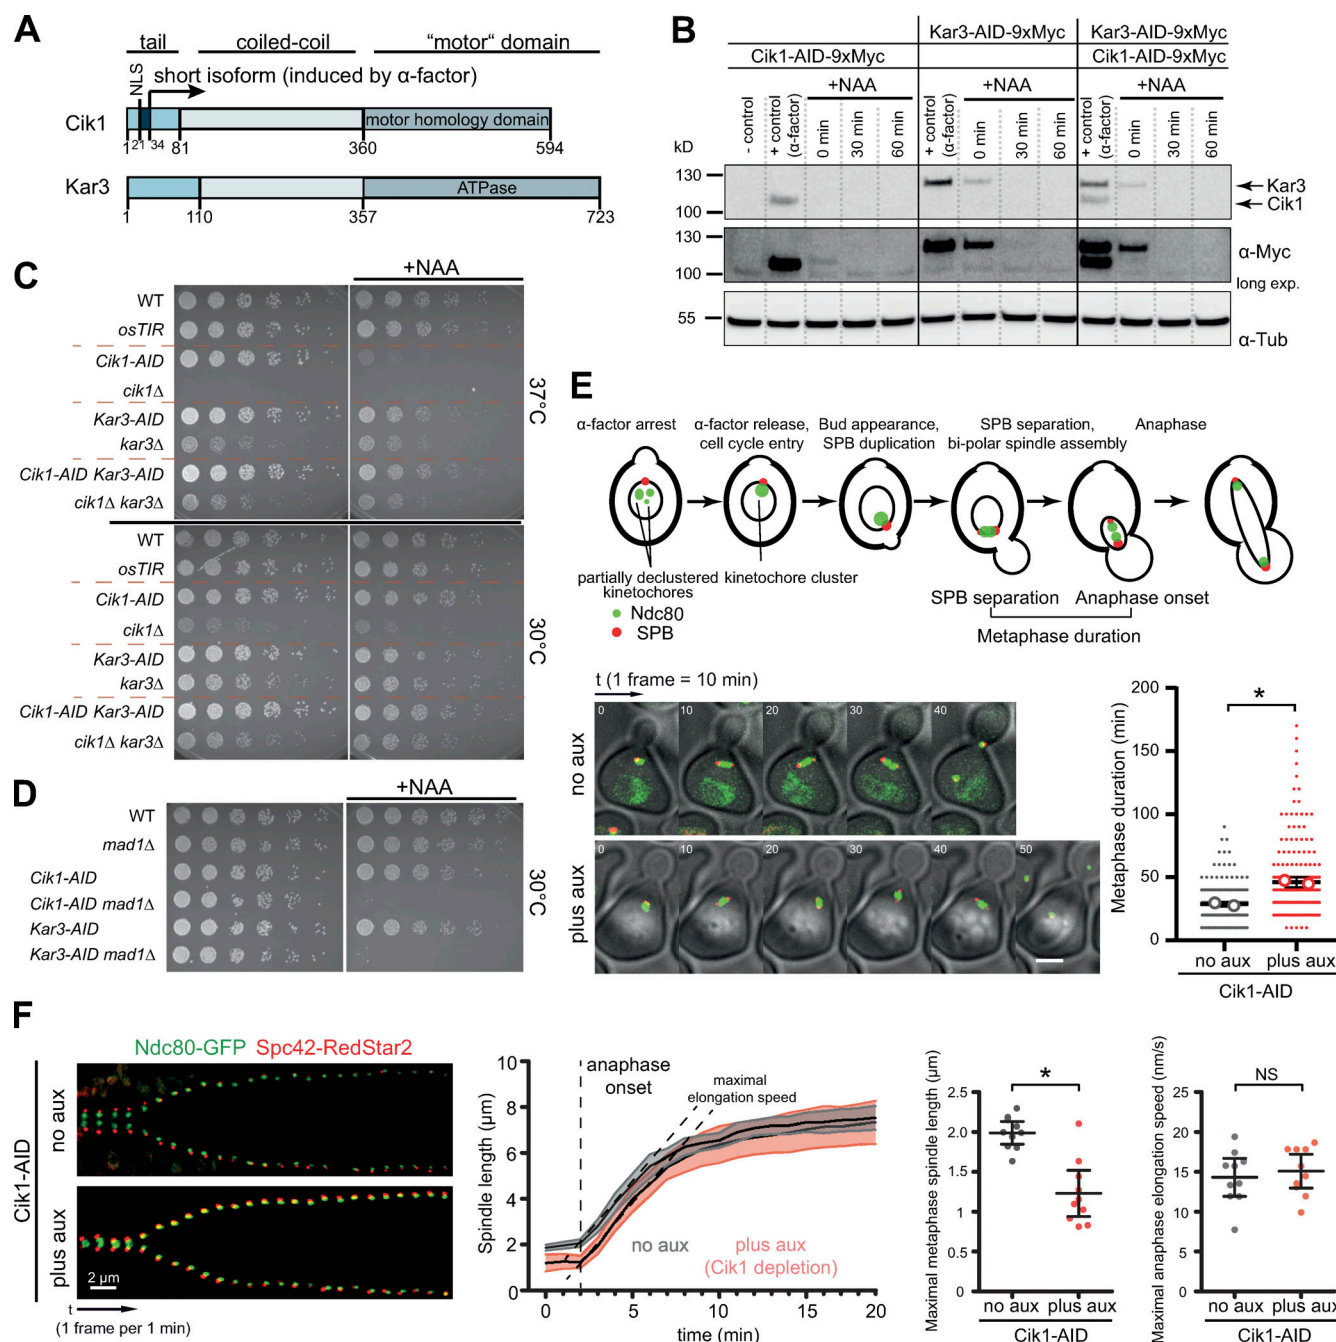 A
tail
coiled-coil
“motor“ domain
NLS
short isoform (induced by α-factor)
Cik1
motor homology domain
1
21
34
81
360
594
Kar3
ATPase
1
110
357
723
B
Kar3-AID-9xMyc
Kar3-AID-9xMyc
Cik1-AID-9xMyc
Cik1-AID-9xMyc
+NAA
+NAA
+NAA
- control
+ control
(α-factor)
0 min
30 min
60 min
+ control
(α-factor)
0 min
30 min
60 min
+ control
(α-factor)
0 min
30 min
60 min
kD
130
100
Kar3
Cik1
130
100
α-Myc
long exp.
55
α-Tub
C
+NAA
WT
osTIR
Cik1-AID
cik1Δ
Kar3-AID
kar3Δ
Cik1-AID Kar3-AID
cik1Δ kar3Δ
37°C
WT
osTIR
Cik1-AID
cik1Δ
Kar3-AID
kar3Δ
Cik1-AID Kar3-AID
cik1Δ kar3Δ
30°C
D
+NAA
WT
mad1Δ
Cik1-AID
Cik1-AID mad1Δ
Kar3-AID
Kar3-AID mad1Δ
30°C
E
α-factor arrest
α-factor release,
cell cycle entry
Bud appearance,
SPB duplication
SPB separation,
bi-polar spindle assembly
Anaphase
partially declustered
kinetochores
kinetochore cluster
Ndc80
SPB
SPB separation
Anaphase onset
Metaphase duration
t (1 frame = 10 min)
no aux
0
10
20
30
40
plus aux
0
10
20
30
40
50
Metaphase duration (min)
200
150
100
50
0
*
no aux
plus aux
Cik1-AID
F
Ndc80-GFP Spc42-RedStar2
Cik1-AID
no aux
plus aux
2 μm
t
(1 frame per 1 min)
Spindle length (μm)
10
8
6
4
2
0
anaphase
onset
maximal
elongation speed
no aux
plus aux
(Cik1 depletion)
0
5
10
15
20
time (min)
Maximal metaphase spindle length (μm)
2.5
2
1.5
1
0.5
0
*
no aux
plus aux
Cik1-AID
Maximal anaphase elongation speed (nm/s)
25
20
15
10
5
0
NS
no aux
plus aux
Cik1-AID